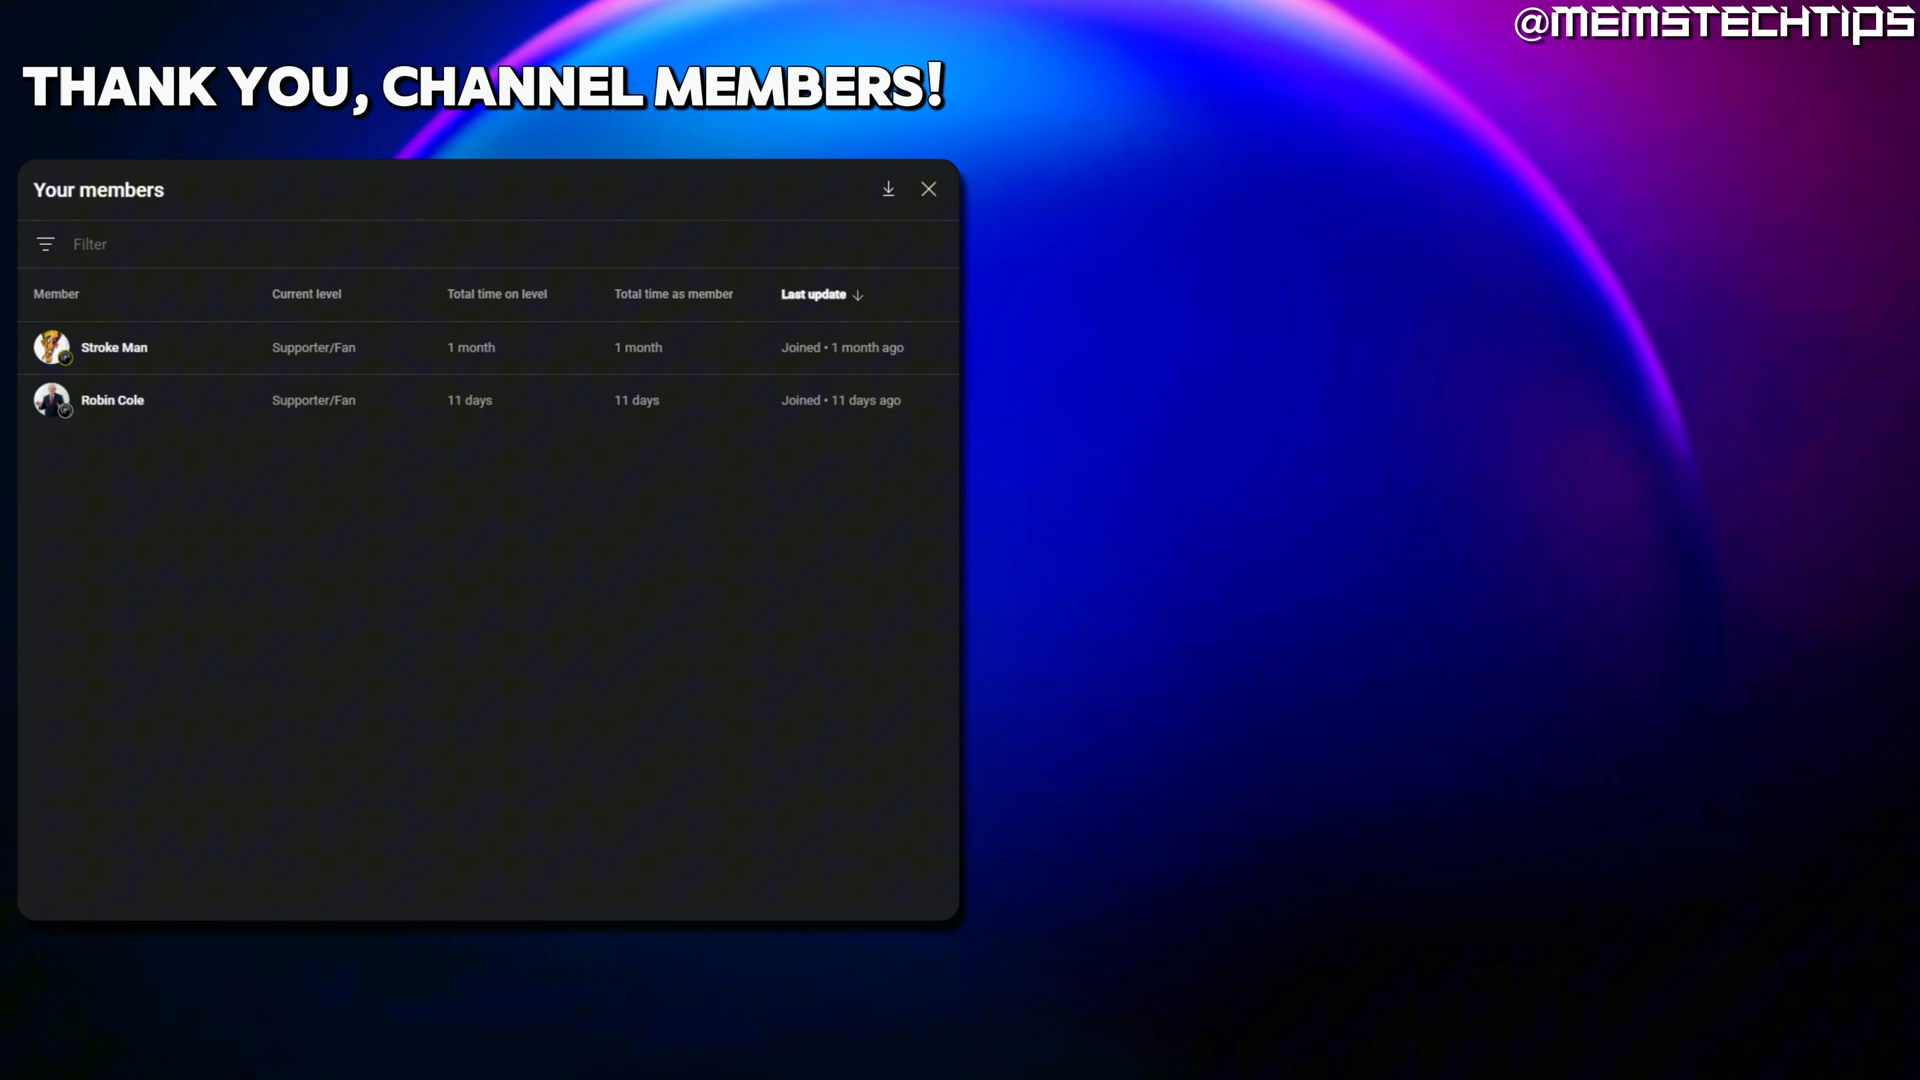 @MEMSTECHTIPS
THANK YOU, CHANNEL MEMBERS!
Your members
Filter
Member Current level Total time on level Total time as member Last update
Stroke Man Supporter/Fan 1 month 1 month Joined • 1 month ago
Robin Cole Supporter/Fan 11 days 11 days Joined • 11 days ago